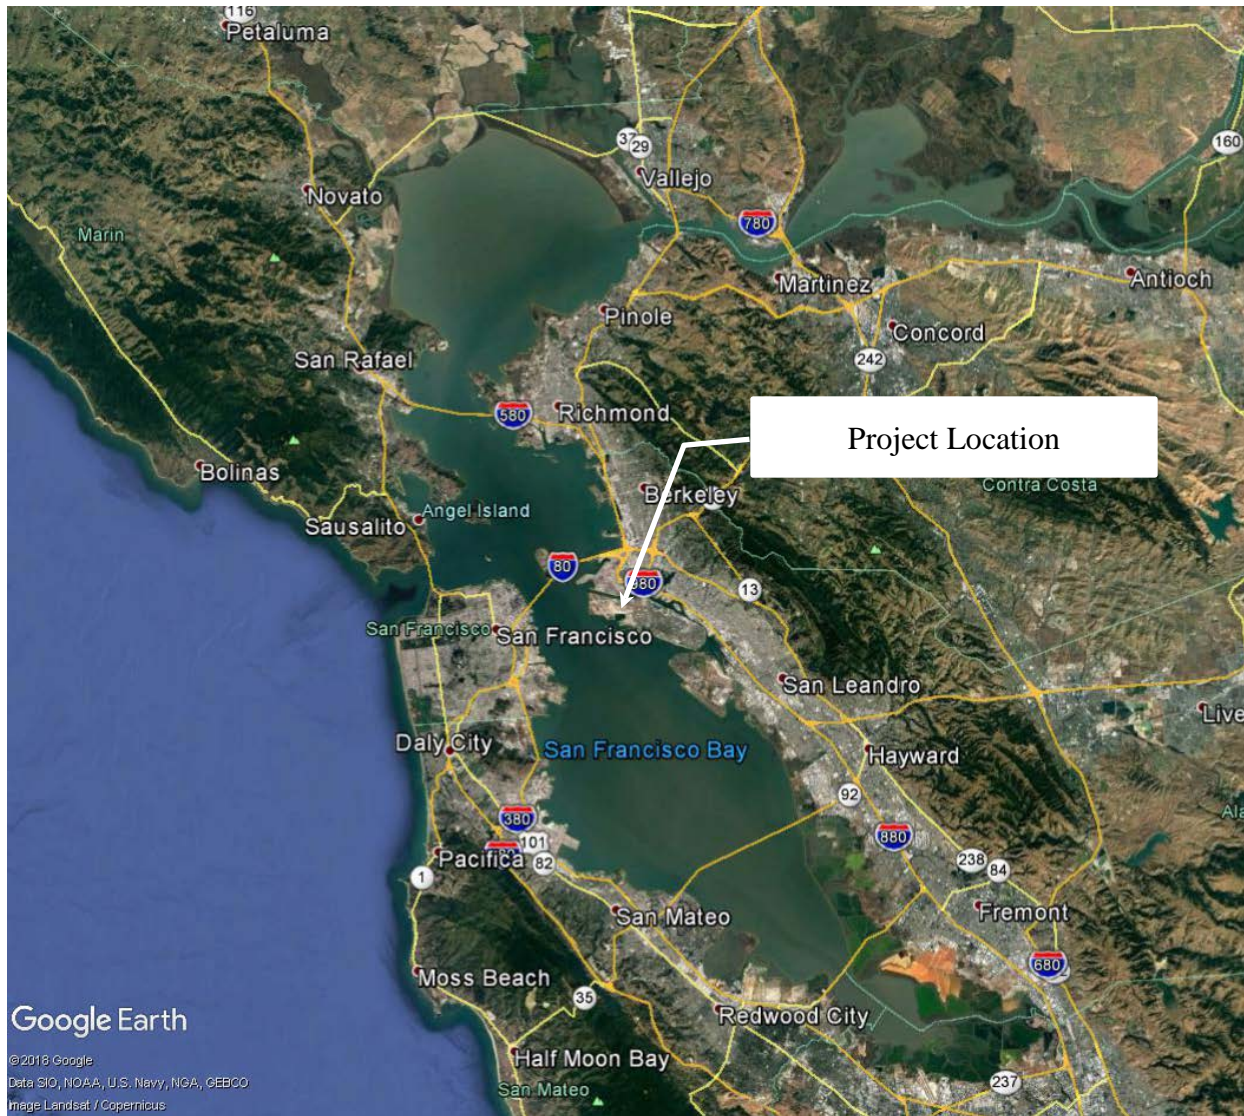 116
Petaluma
37
29
160
Vallejo
Novato
780
Marin
Martinez
Antioch
Pinole
Concord
San Rafael
242
580
Richmond
Project Location
Bolinas
Berkeley
Contra Costa
Angel Island
Sausalito
80
980
13
San Francisco
San Francisco
San Leandro
Live
Daly City
San Francisco Bay
Hayward
92
380
Ala
101
880
Pacifica
82
238
84
1
San Mateo
Fremont
680
Moss Beach
35
Redwood City
Google Earth
Half Moon Bay
©2018 Google
Data SIO, NOAA, U.S. Navy, NGA, GEBCO
237
San Mateo
Image Landsat / Copernicus